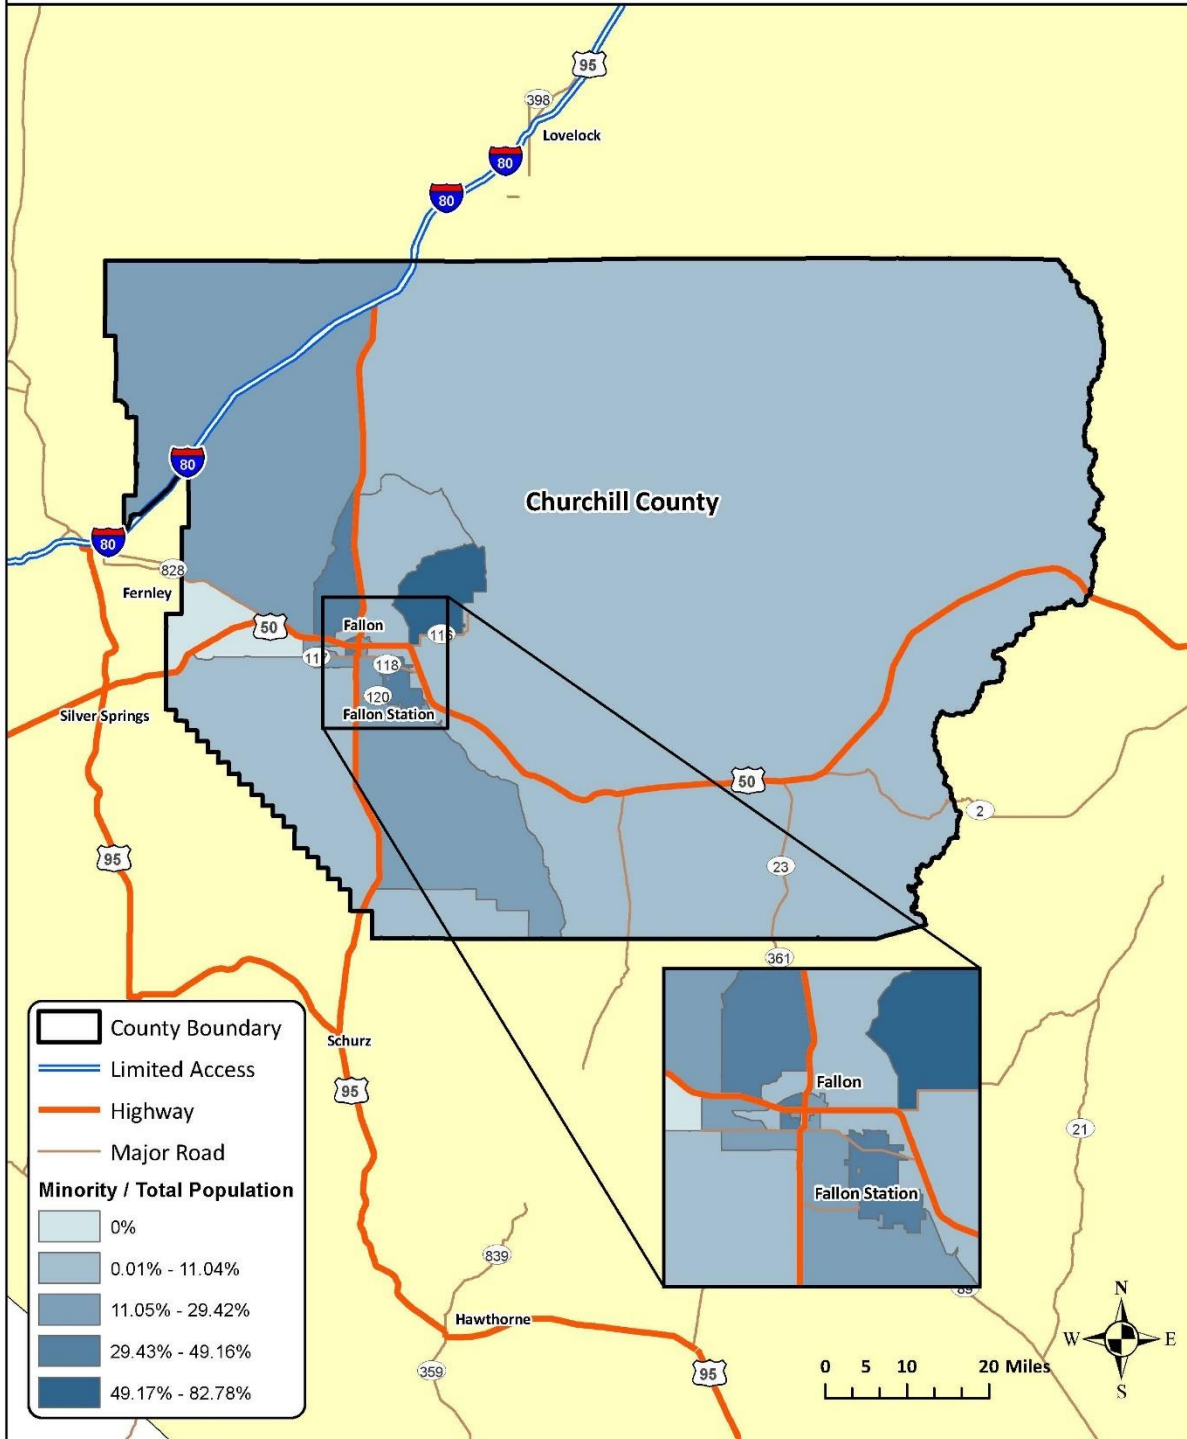 95
398
Lovelock
80
80
80
Churchill County
80
828
Fernley
50
Fallon
116
117
118
120
Silver Springs
Fallon Station
50
2
95
23
361
County Boundary
Limited Access
Highway
Major Road
Minority / Total Population
0%
0.01% - 11.04%
11.05% - 29.42%
29.43% - 49.16%
49.17% - 82.78%
Schurz
95
Fallon
Fallon Station
21
839
89
Hawthorne
359
95
N
W
E
S
0 5 10 20 Miles